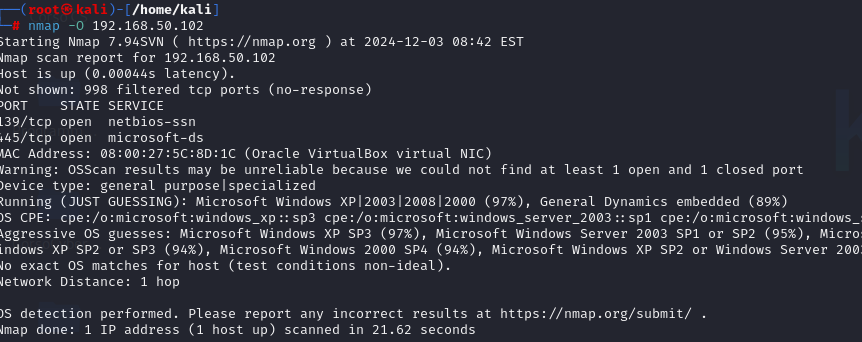 ┌──(root㉿kali)-[/home/kali]
└─# nmap -O 192.168.50.102
Starting Nmap 7.94SVN ( https://nmap.org ) at 2024-12-03 08:42 EST
Nmap scan report for 192.168.50.102
Host is up (0.00044s latency).
Not shown: 998 filtered tcp ports (no-response)
PORT    STATE SERVICE
139/tcp open  netbios-ssn
445/tcp open  microsoft-ds
MAC Address: 08:00:27:5C:8D:1C (Oracle VirtualBox virtual NIC)
Warning: OSScan results may be unreliable because we could not find at least 1 open and 1 closed port
Device type: general purpose|specialized
Running (JUST GUESSING): Microsoft Windows XP|2003|2008|2000 (97%), General Dynamics embedded (89%)
OS CPE: cpe:/o:microsoft:windows_xp::sp3 cpe:/o:microsoft:windows_server_2003::sp1 cpe:/o:microsoft:windows_
Aggressive OS guesses: Microsoft Windows XP SP3 (97%), Microsoft Windows Server 2003 SP1 or SP2 (95%), Micros
indows XP SP2 or SP3 (94%), Microsoft Windows 2000 SP4 (94%), Microsoft Windows XP SP2 or Windows Server 200
No exact OS matches for host (test conditions non-ideal).
Network Distance: 1 hop
OS detection performed. Please report any incorrect results at https://nmap.org/submit/ .
Nmap done: 1 IP address (1 host up) scanned in 21.62 seconds